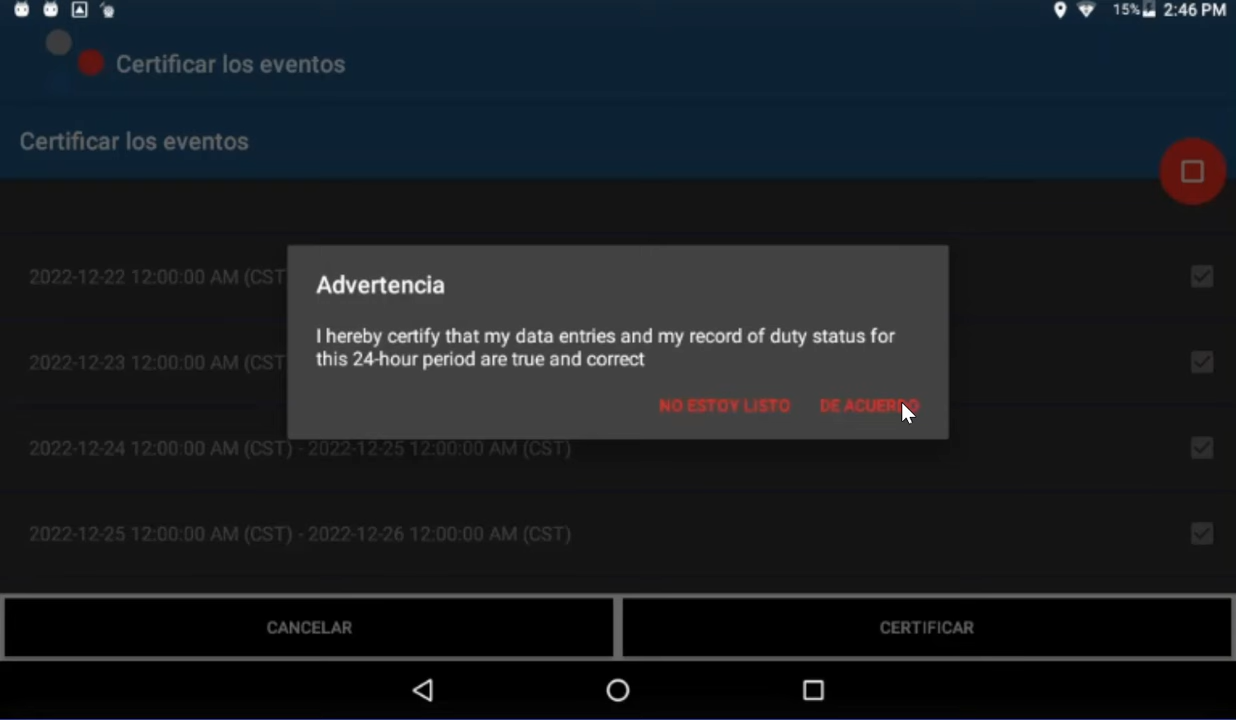 15% 2:46 PM
Certificar los eventos
Certificar los eventos
2022-12-22 12:00:00 AM (CST
Advertencia
I hereby certify that my data entries and my record of duty status for
this 24-hour period are true and correct
2022-12-23 12:00:00 AM (CST
NO ESTOY LISTO DE ACUERDO
2022-12-24 12:00:00 AM (CST) - 2022-12-25 12:00:00 AM (CST)
2022-12-25 12:00:00 AM (CST) - 2022-12-26 12:00:00 AM (CST)
CANCELAR CERTIFICAR